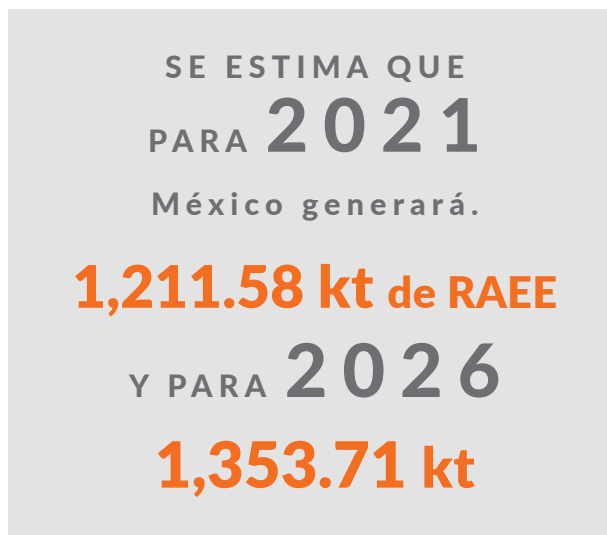 SE ESTIMA QUE
PARA 2021
México generará.
1,211.58 kt de RAEE
Y PARA 2026
1,353.71 kt